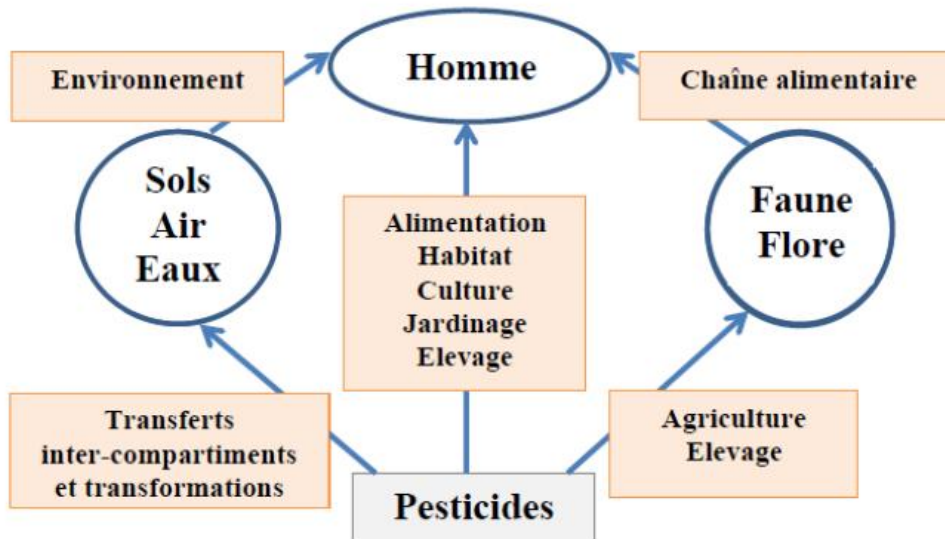 Homme
Environnement
Chaîne alimentaire
Sols
Air
Eaux
Alimentation
Habitat
Culture
Jardinage
Elevage
Faune
Flore
Transferts
inter-compartiments
et transformations
Agriculture
Elevage
Pesticides